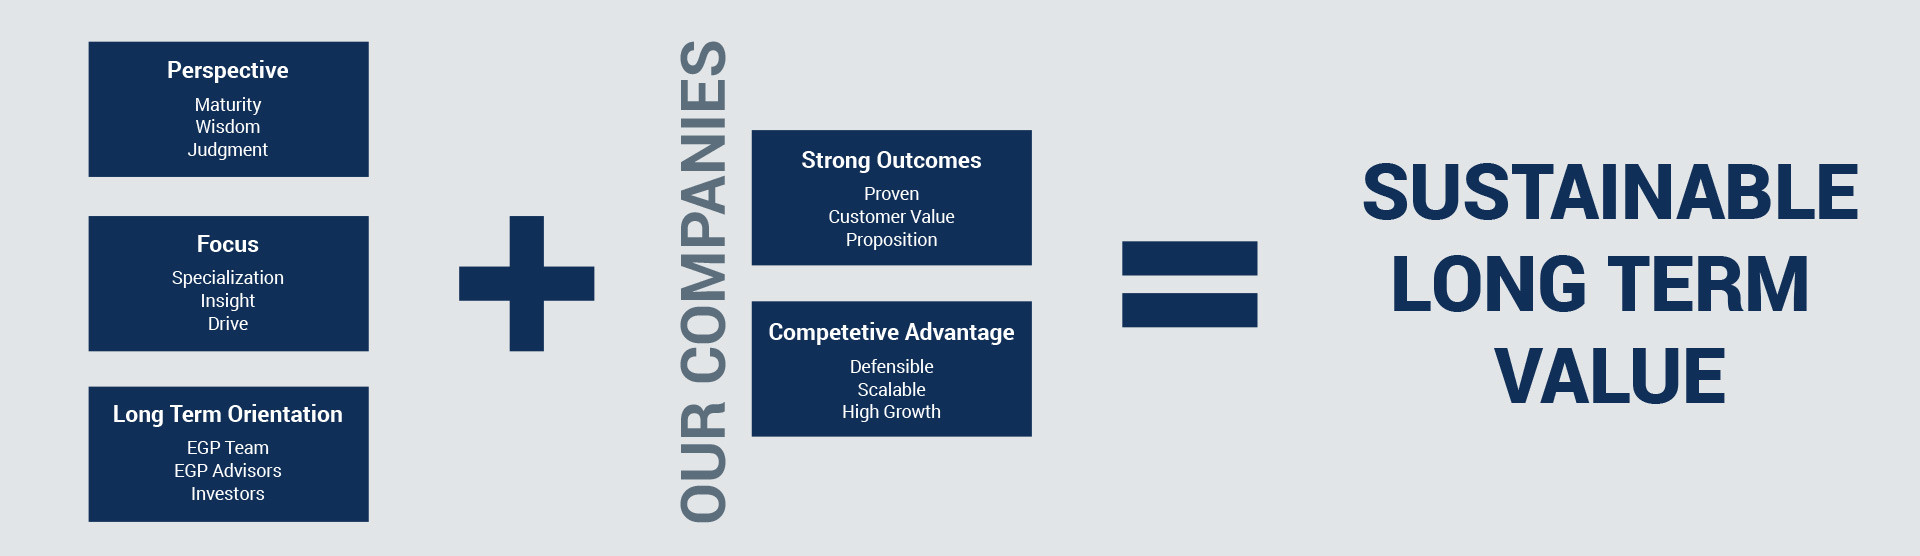 Perspective
Maturity
Wisdom
Judgment
Focus
Specialization
Insight
Drive
Long Term Orientation
EGP Team
EGP Advisors
Investors
+
OUR COMPANIES
Strong Outcomes
Proven
Customer Value
Proposition
Competetive Advantage
Defensible
Scalable
High Growth
=
SUSTAINABLE
LONG TERM
VALUE